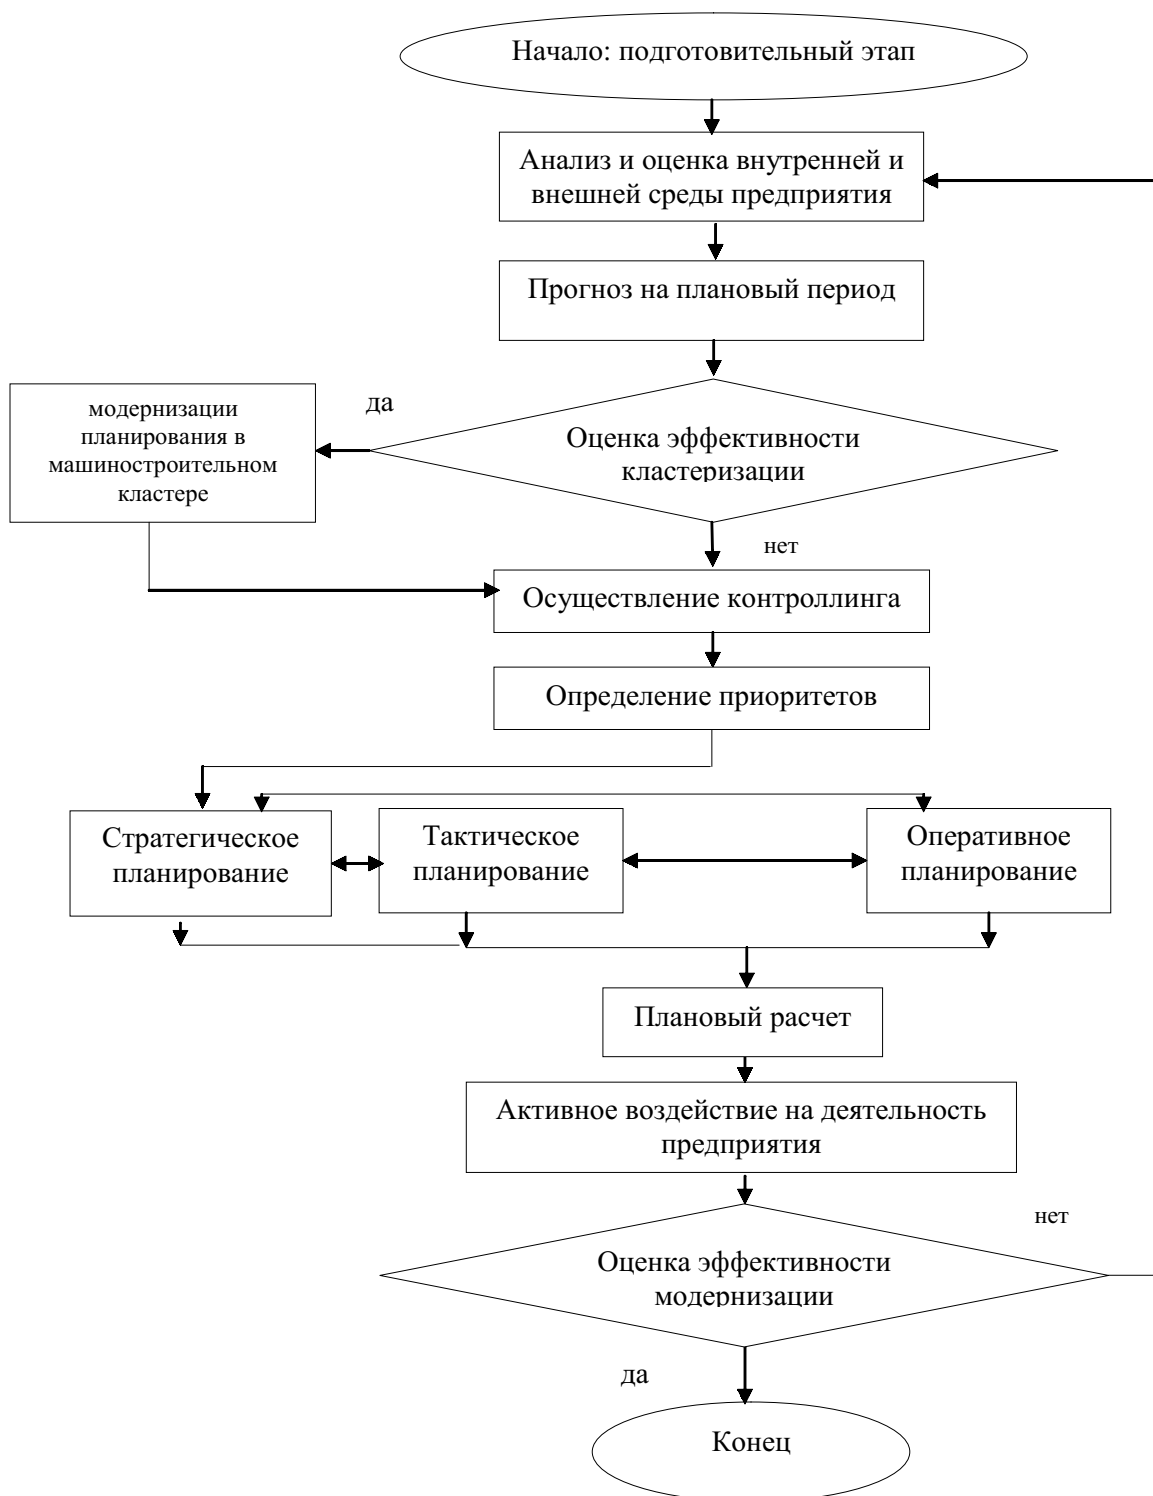 Начало: подготовительный этап
Анализ и оценка внутренней и
внешней среды предприятия
Прогноз на плановый период
да
модернизации
планирования в
машиностроительном
кластере
Оценка эффективности
кластеризации
нет
Осуществление контроллинга
Определение приоритетов
Стратегическое
планирование
Тактическое
планирование
Оперативное
планирование
Плановый расчет
Активное воздействие на деятельность
предприятия
нет
Оценка эффективности
модернизации
да
Конец